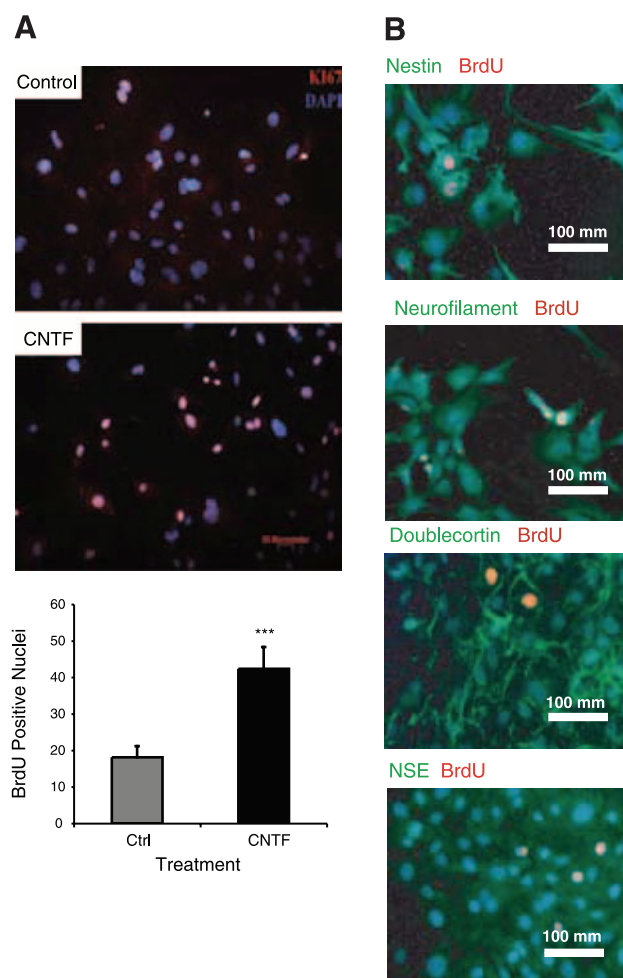 A
Control
KI67
DAPI
CNTF
BrdU Positive Nuclei
60
50
40
30
20
10
0
***
Ctrl
CNTF
Treatment
B
Nestin BrdU
100 mm
Neurofilament BrdU
100 mm
Doublecortin BrdU
100 mm
NSE BrdU
100 mm